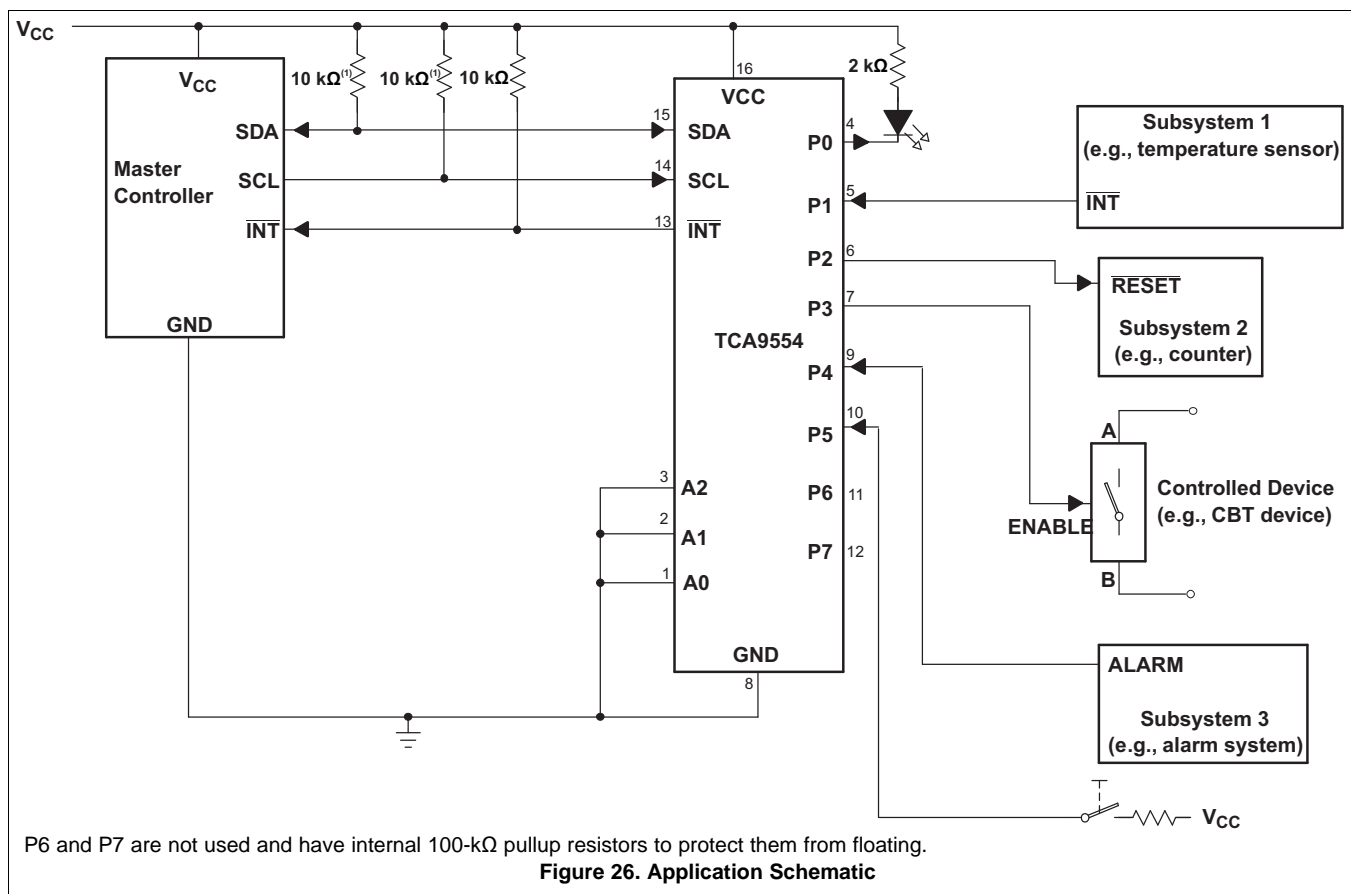 VCC
VCC
10 kΩ(1)
10 kΩ(1)
10 kΩ
2 kΩ
16
VCC
SDA
15
SDA
4
P0
Subsystem 1
(e.g., temperature sensor)
Master
Controller
SCL
14
SCL
5
P1
INT
INT
13
INT
6
P2
RESET
7
P3
Subsystem 2
(e.g., counter)
GND
TCA9554
9
P4
10
P5
A
3
A2
P6
11
Controlled Device
(e.g., CBT device)
ENABLE
2
A1
P7
12
1
A0
B
GND
8
ALARM
Subsystem 3
(e.g., alarm system)
VCC
P6 and P7 are not used and have internal 100-kΩ pullup resistors to protect them from floating.
Figure 26. Application Schematic